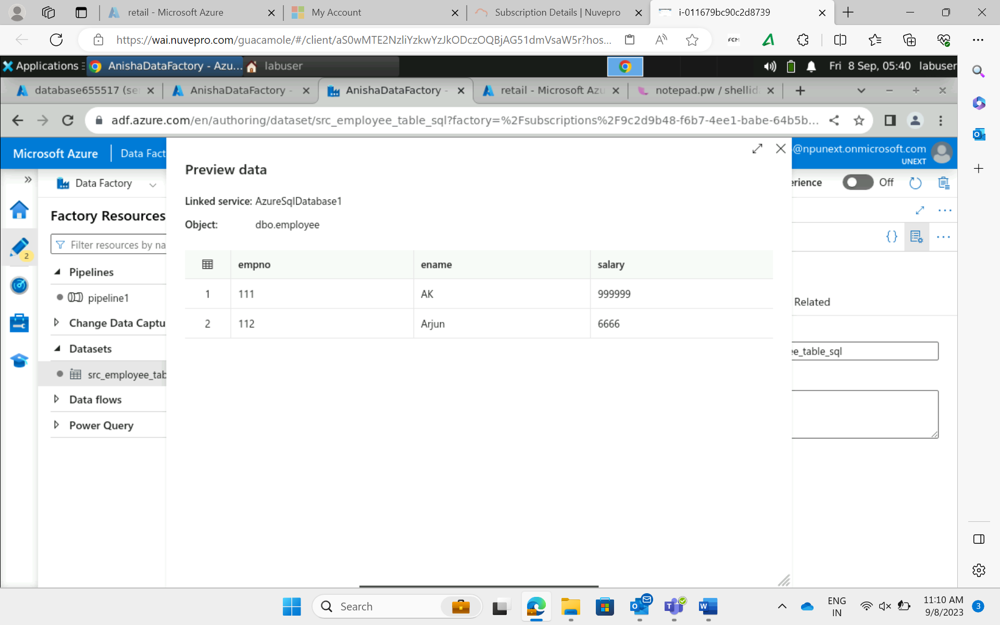 retail - Microsoft Azure
My Account
Subscription Details | Nuvepro
i-011679bc90c2d8739
https://wai.nuvepro.com/guacamole/#/client/aS0wMTE2NzliYzkwYzJkODczOQBjAG51dmVsaW5r?hos...
FCM
Applications
AnishaDataFactory - Azu...
labuser
Fri 8 Sep, 05:40 labuser
database655517 (se
AnishaDataFactory -
AnishaDataFactory -
retail - Microsoft Azu
notepad.pw / shellid
adf.azure.com/en/authoring/dataset/src_employee_table_sql?factory=%2Fsubscriptions%2F9c2d9b48-f6b7-4ee1-babe-64b5b...
Microsoft Azure
Data Fact
@npunext.onmicrosoft.com
UNEXT
Data Factory
erience
Off
Factory Resources
Filter resources by na
2
Pipelines
pipeline1
Change Data Captu
Datasets
src_employee_tab
Data flows
Power Query
Preview data
Linked service: AzureSqlDatabase1
Object: dbo.employee
empno ename salary
1 111 AK 999999
2 112 Arjun 6666
Related
ee_table_sql
Search
ENG
IN
11:10 AM
9/8/2023
3